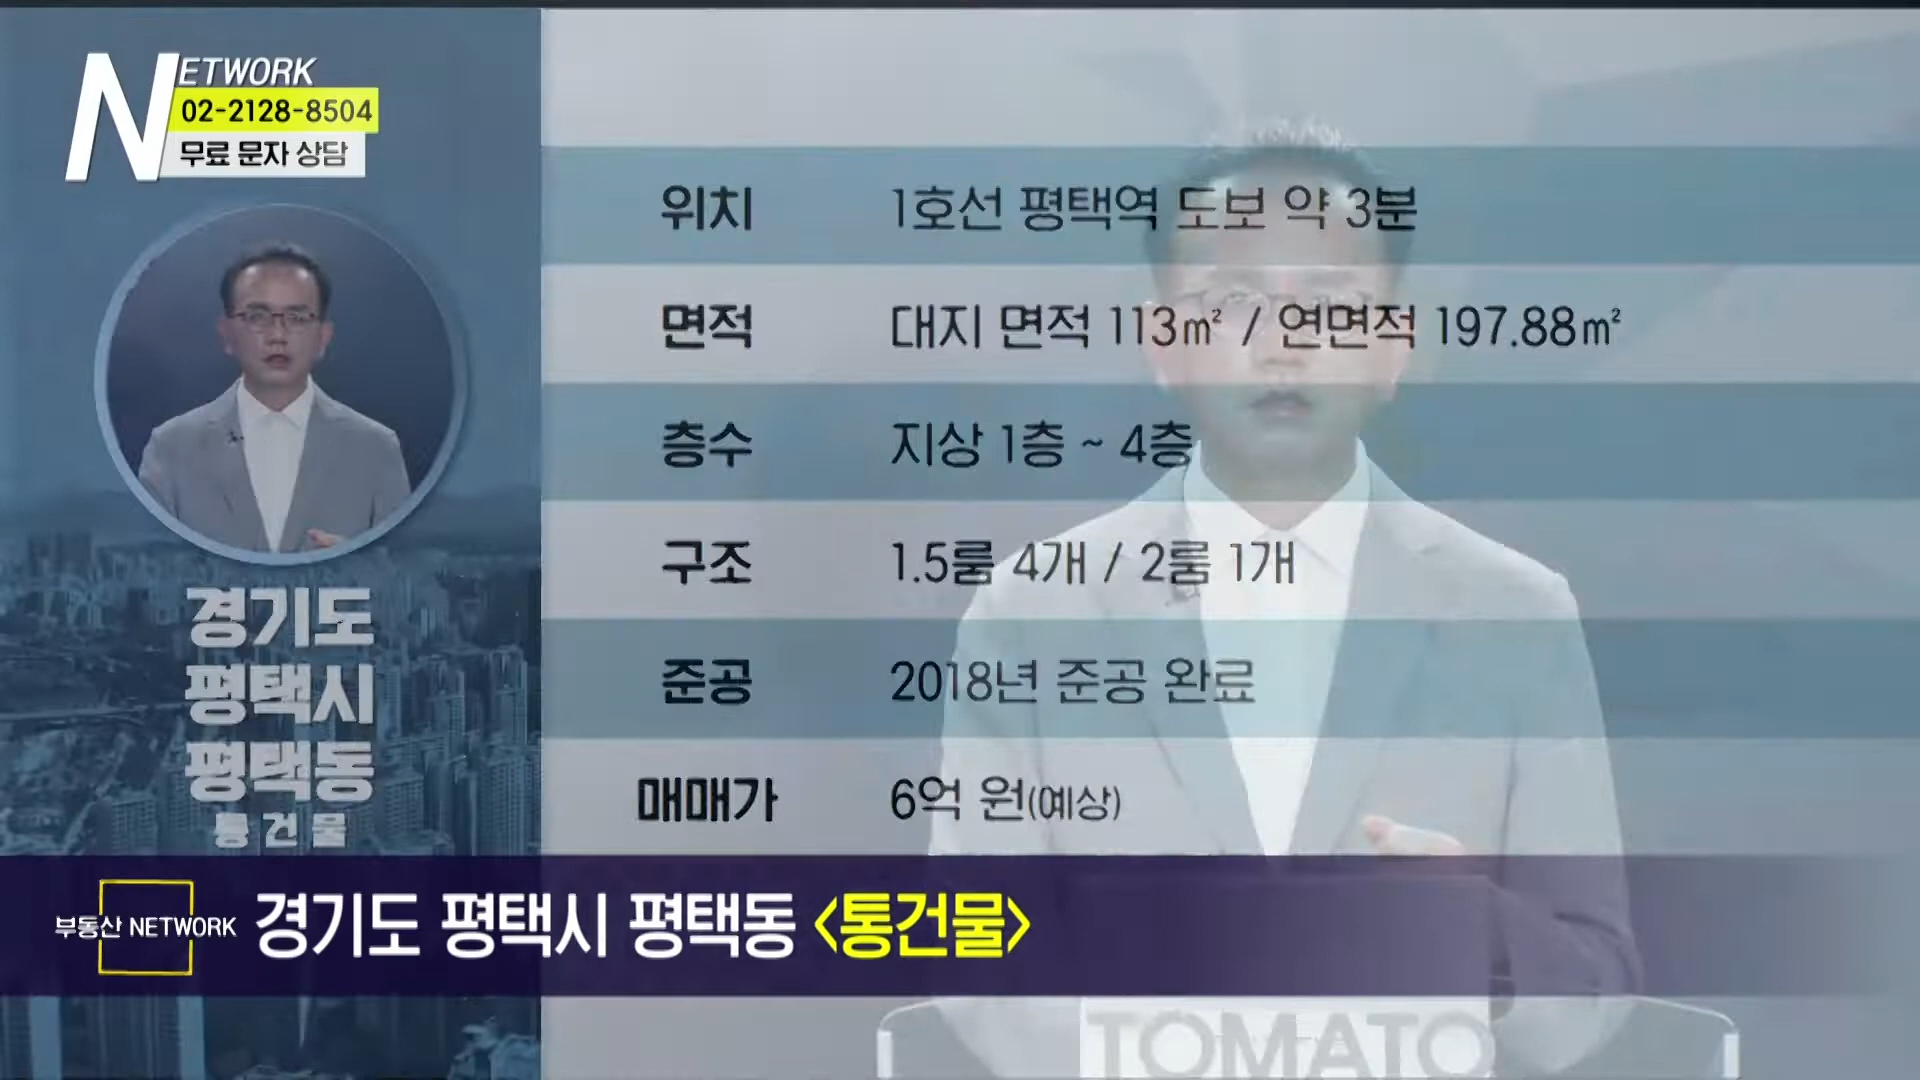 NETWORK
02-2128-8504
무료 문자 상담
경기도
평택시
평택동
통건물
위치 1호선 평택역 도보 약 3분
면적 대지 면적 113㎡ / 연면적 197.88㎡
층수 지상 1층 ~ 4층
구조 1.5룸 4개 / 2룸 1개
준공 2018년 준공 완료
매매가 6억 원(예상)
부동산 NETWORK 경기도 평택시 평택동 <통건물>
TOMATO